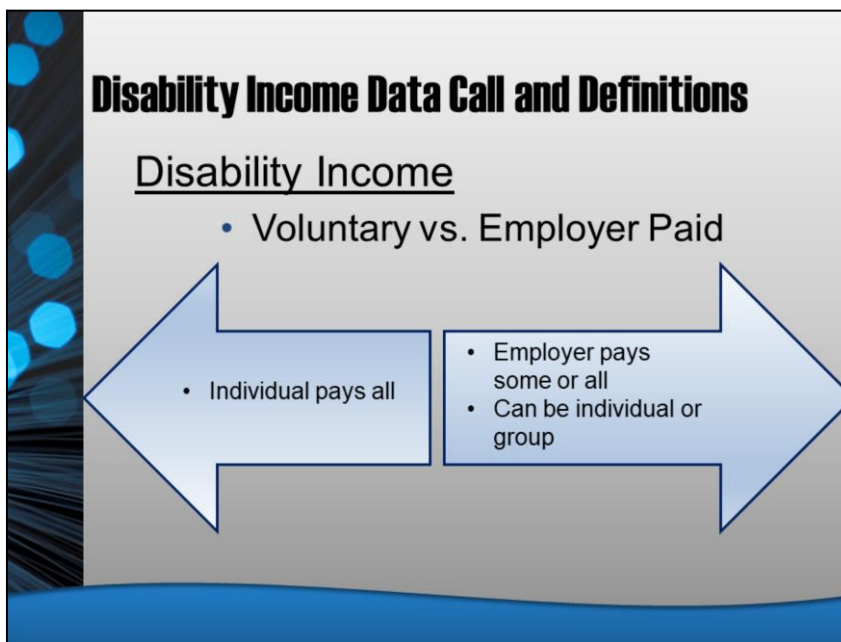 Disability Income Data Call and Definitions
Disability Income
• Voluntary vs. Employer Paid
• Individual pays all
• Employer pays
some or all
• Can be individual or
group